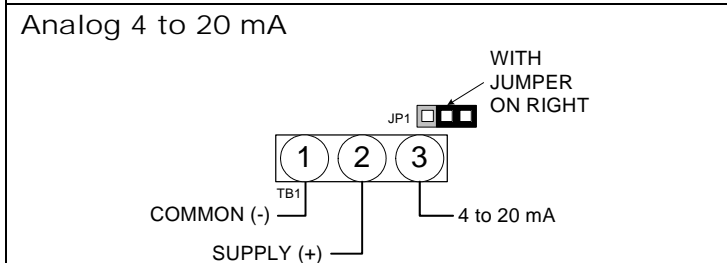 Analog 4 to 20 mA
WITH
JUMPER
ON RIGHT
JP1
1 2 3
TB1
COMMON (-)
4 to 20 mA
SUPPLY (+)